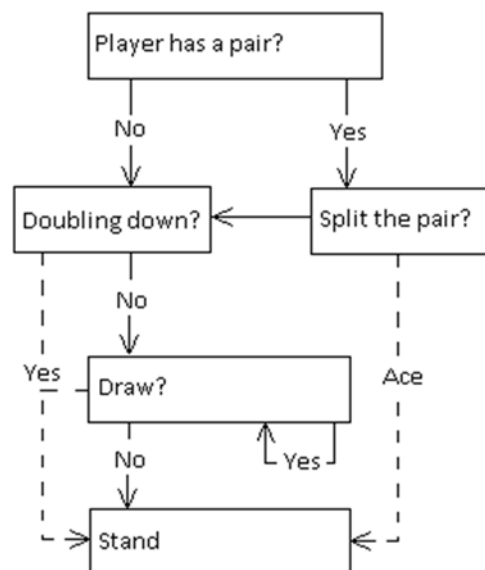 Player has a pair?
No
Yes
Doubling down?
Split the pair?
No
Yes
Ace
Draw?
No
Yes
Stand